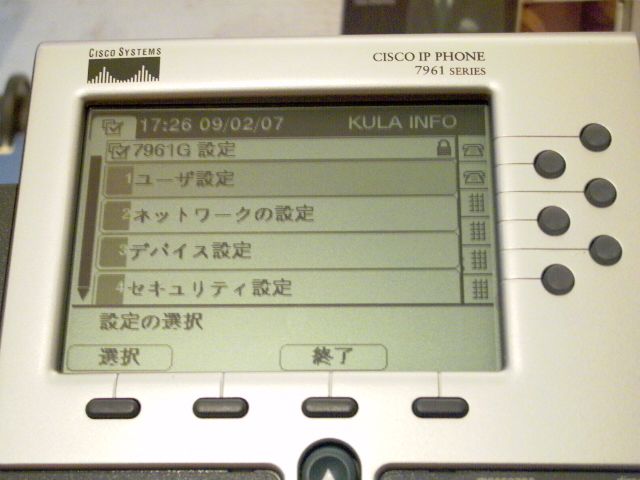 CISCO SYSTEMS
CISCO IP PHONE
7961 SERIES
17:26 09/02/07 KULA INFO
7961G 設定
1 ユーザ設定
2 ネットワークの設定
3 デバイス設定
4 セキュリティ設定
設定の選択
選択 終了